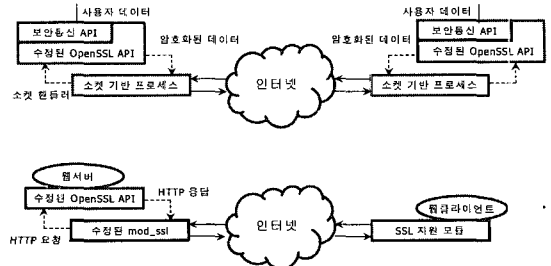 사용자 데이터
사용자 데이터
보안통신 API
수정된 OpenSSL API
암호화된 데이터
암호화된 데이터
보안통신 API
수정된 OpenSSL API
소켓 핸들러
소켓 기반 프로세스
인터넷
소켓 기반 프로세스
웹서버
수정된 OpenSSL API
HTTP 응답
HTTP 요청
수정된 mod_ssl
인터넷
웹클라이언트
SSL 지원 모듈